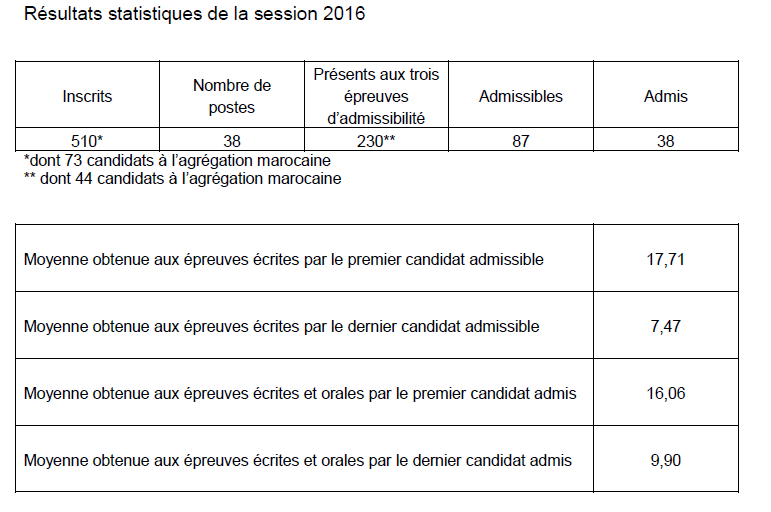 Résultats statistiques de la session 2016
Inscrits
Nombre de
postes
Présents aux trois
épreuves
d'admissibilité
Admissibles
Admis
510*
38
230**
87
38
*dont 73 candidats à l'agrégation marocaine
** dont 44 candidats à l'agrégation marocaine
Moyenne obtenue aux épreuves écrites par le premier candidat admissible
17,71
Moyenne obtenue aux épreuves écrites par le dernier candidat admissible
7,47
Moyenne obtenue aux épreuves écrites et orales par le premier candidat admis
16,06
Moyenne obtenue aux épreuves écrites et orales par le dernier candidat admis
9,90